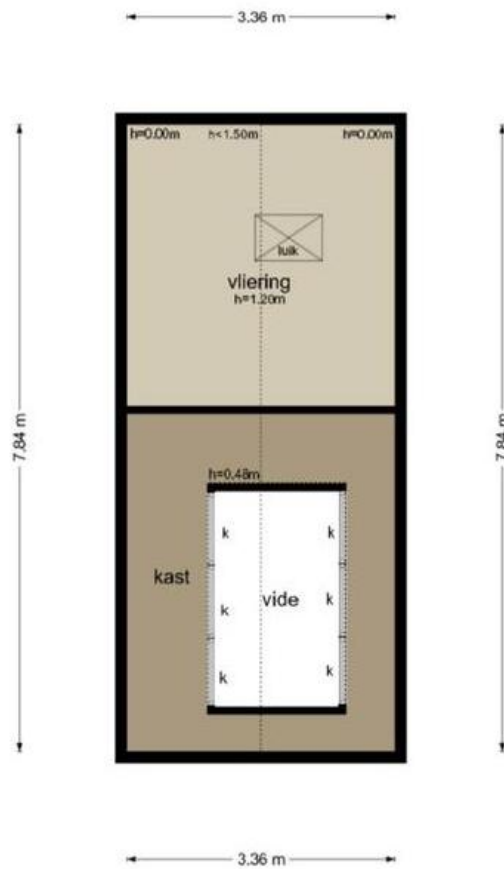 3.36 m
h=0.00m h<1.50m h=0.00m
luik
vliering
h=1.20m
7.84 m
7.84 m
h=0.48m
k k
kast
k vide k
k k
3.36 m